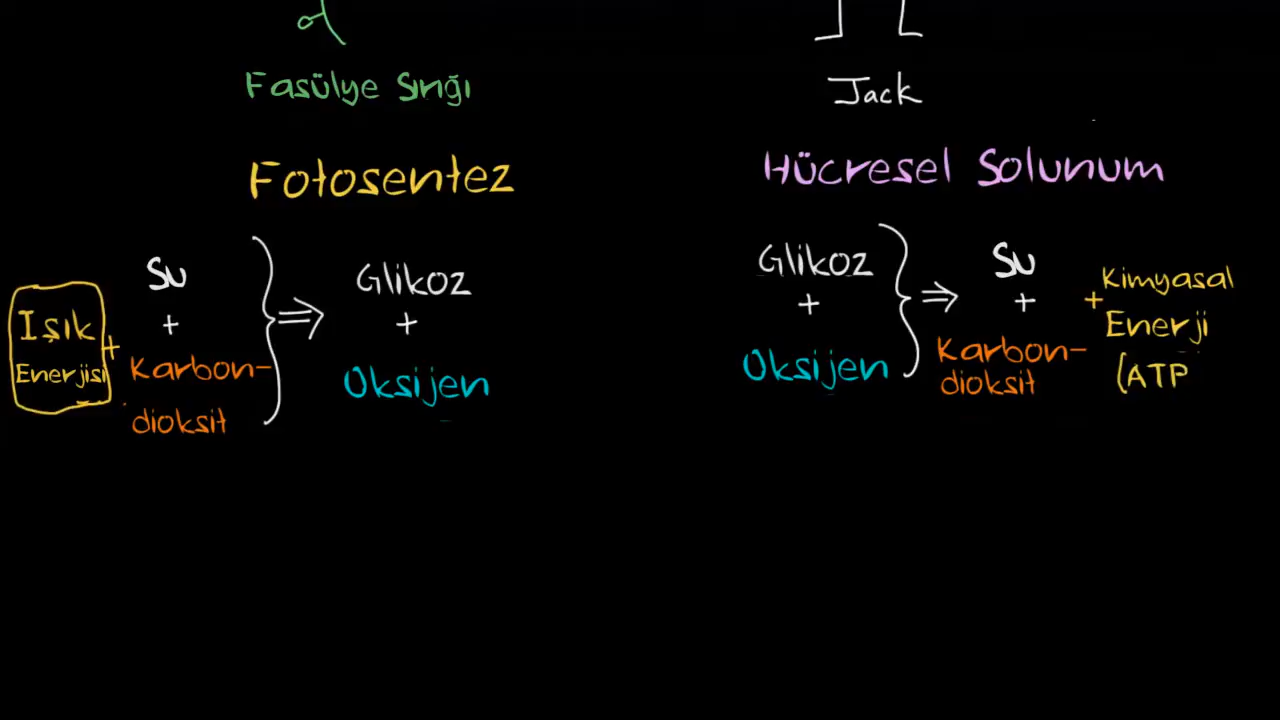 Fasülye Sırığı
Jack
Fotosentez
Hücresel Solunum
Işık
Enerjisi
+
Su
+
Karbon-
dioksit
⇒
Glikoz
+
Oksijen
Glikoz
+
Oksijen
⇒
Su
+
Karbon-
dioksit
+
Kimyasal
Enerji
(ATP